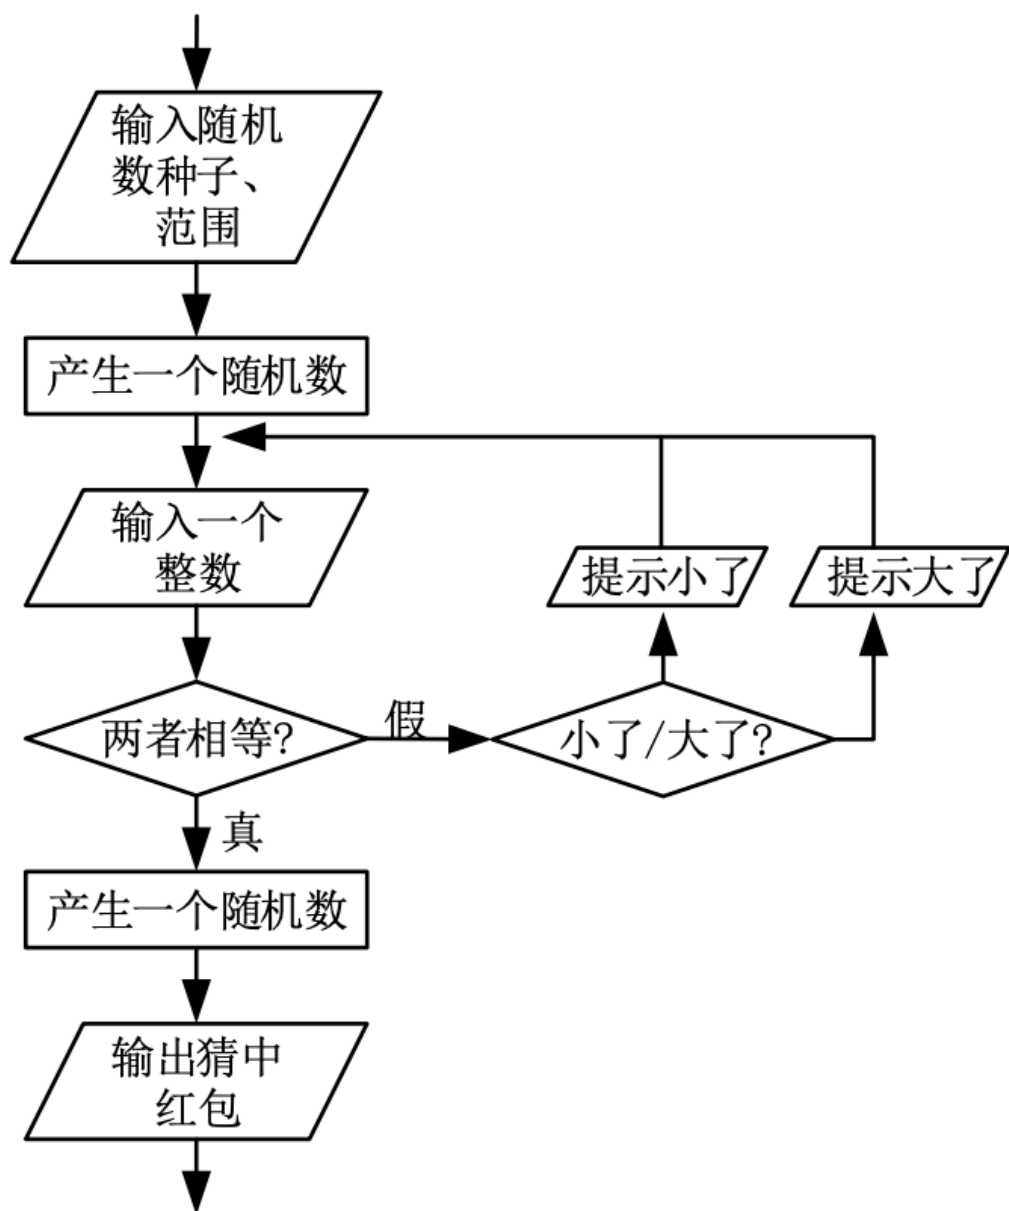 输入随机
数种子、
范围
产生一个随机数
输入一个
整数
提示小了
提示大了
两者相等?
假
小了/大了?
真
产生一个随机数
输出猜中
红包